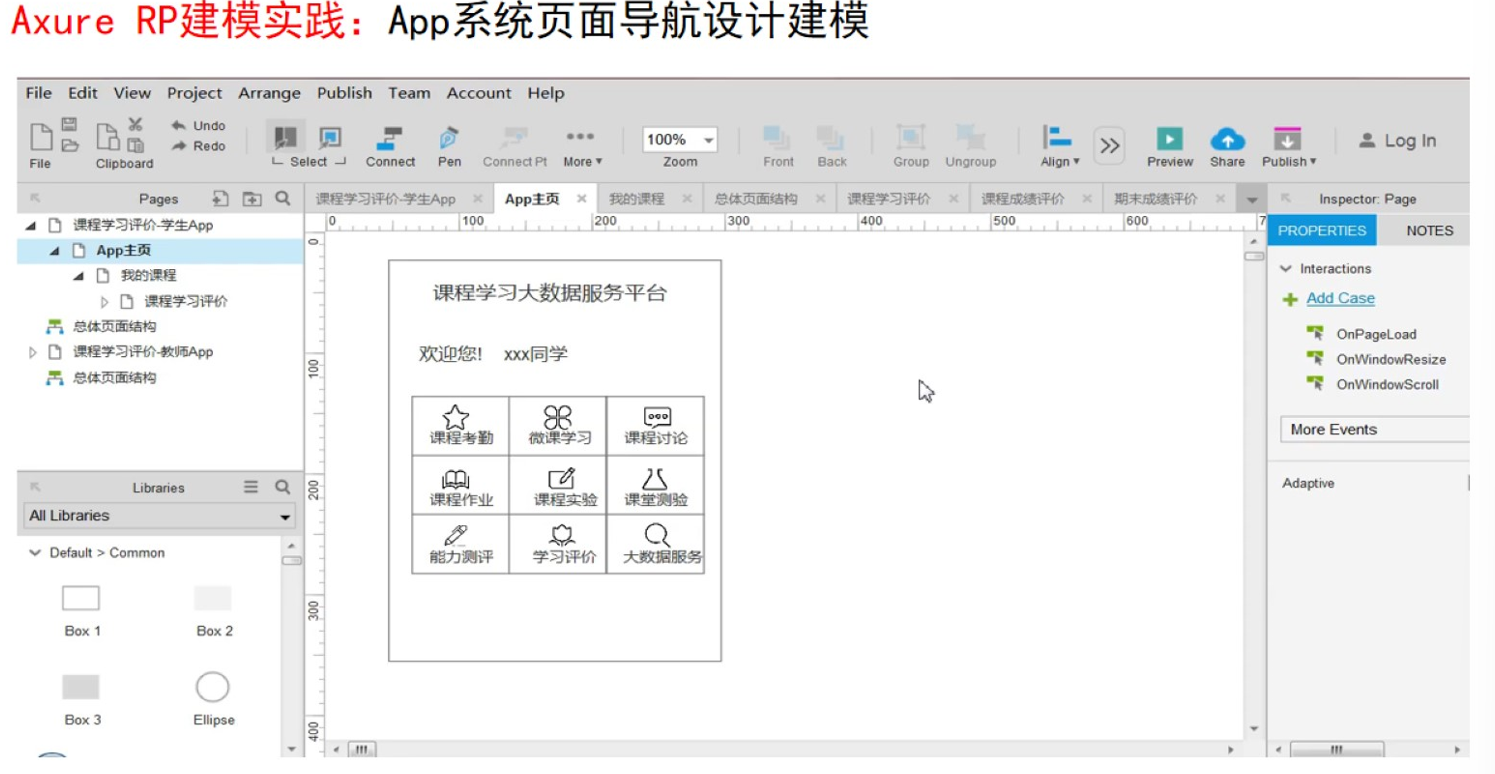 Axure RP建模实践：App系统页面导航设计建模
File Edit View Project Arrange Publish Team Account Help
Undo
Redo
File Clipboard Select Connect Pen Connect Pt More 100% Zoom Front Back Group Ungroup Align Preview Share Publish Log In
Pages
课程学习评价-学生App
App主页
我的课程
课程学习评价
总体页面结构
课程学习评价-教师App
总体页面结构
Libraries
All Libraries
Default > Common
Box 1 Box 2
Box 3 Ellipse
课程学习评价-学生App App主页 我的课程 总体页面结构 课程学习评价 课程成绩评价 期末成绩评价
0 100 200 300 400 500 600 7
0
100
200
300
400
课程学习大数据服务平台
欢迎您! xxx同学
课程考勤 微课学习 课程讨论
课程作业 课程实验 课堂测验
能力测评 学习评价 大数据服务
Inspector: Page
PROPERTIES NOTES
Interactions
Add Case
OnPageLoad
OnWindowResize
OnWindowScroll
More Events
Adaptive